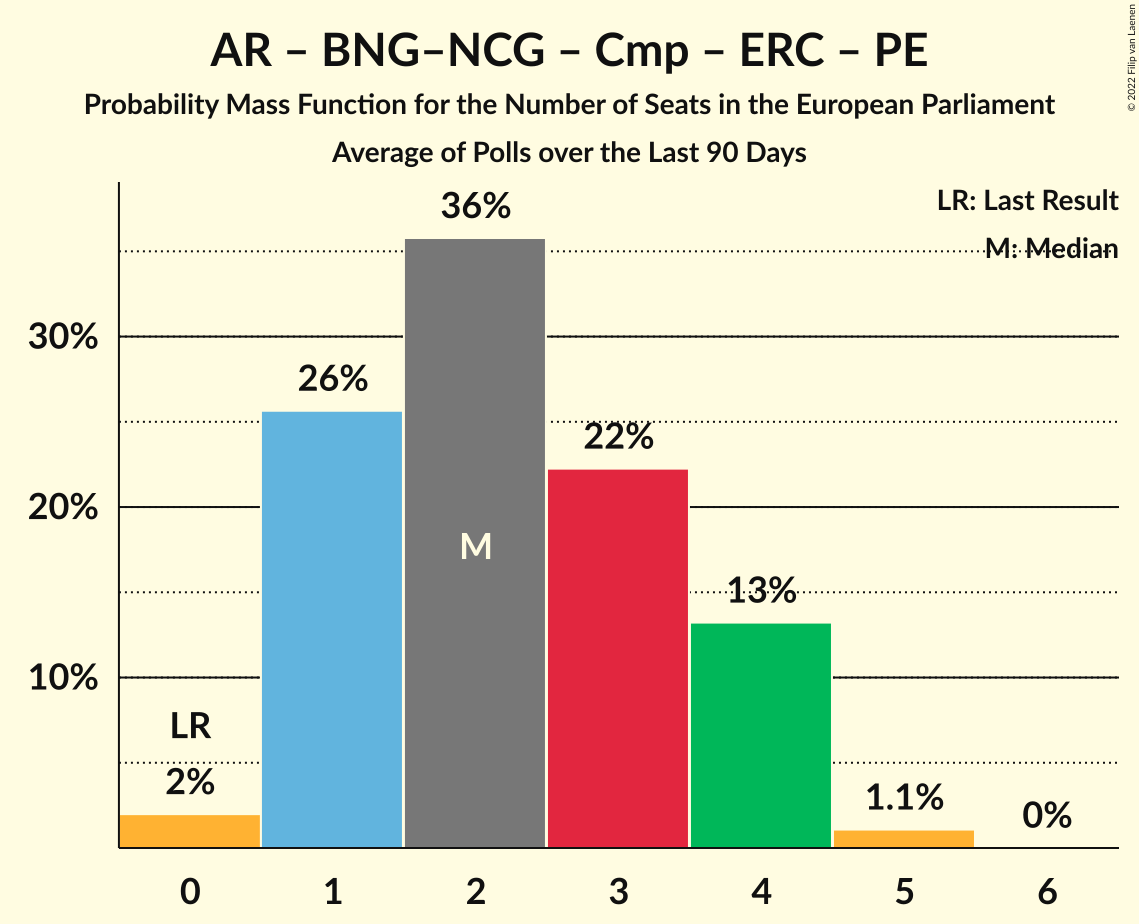 AR – BNG–NCG – Cmp – ERC – PE
Probability Mass Function for the Number of Seats in the European Parliament
Average of Polls over the Last 90 Days
© 2022 Filip van Laenen
LR: Last Result
M: Median
36%
30%
26%
22%
20%
M
13%
10%
LR
2%
1.1%
0%
0 1 2 3 4 5 6